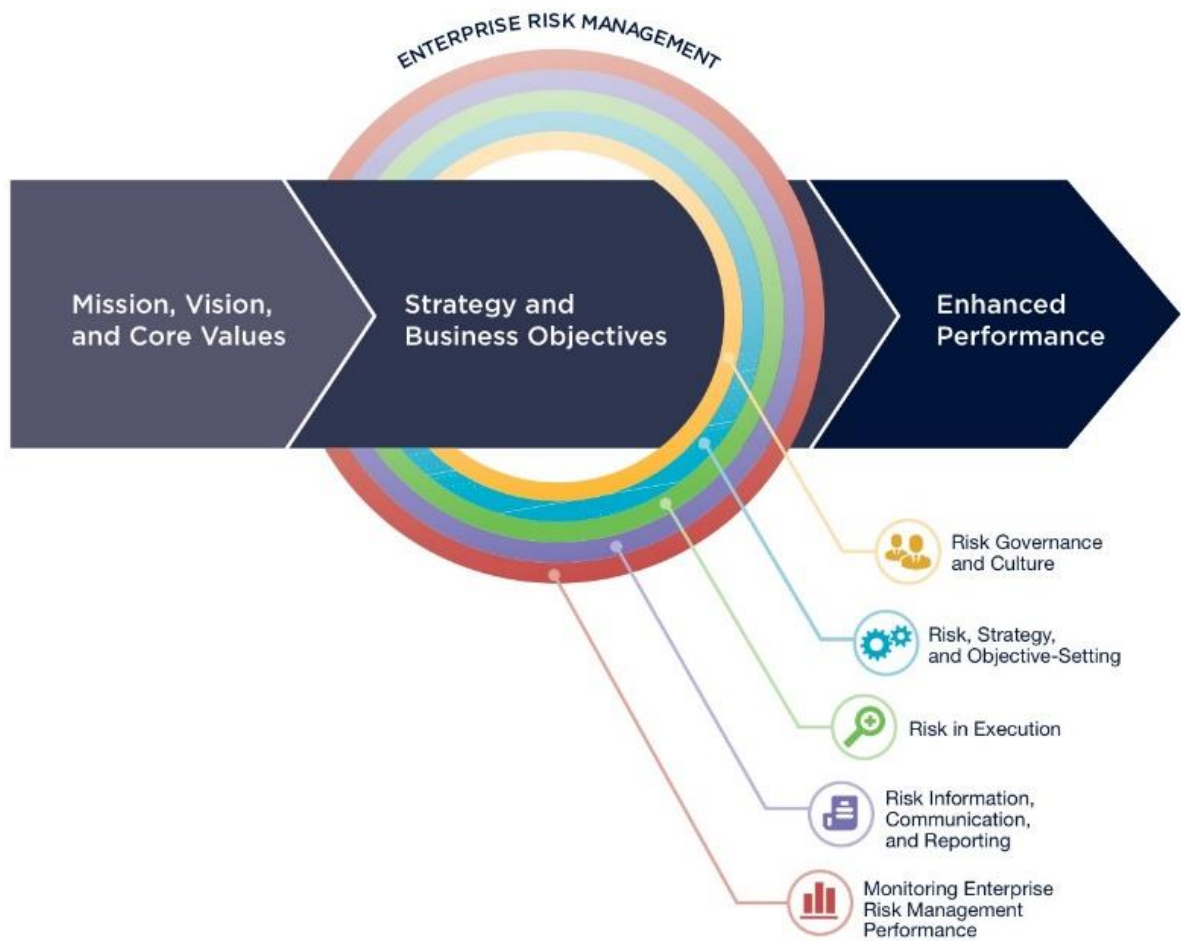 ENTERPRISE RISK MANAGEMENT
Mission, Vision,
and Core Values
Strategy and
Business Objectives
Enhanced
Performance
Risk Governance
and Culture
Risk, Strategy,
and Objective-Setting
Risk in Execution
Risk Information,
Communication,
and Reporting
Monitoring Enterprise
Risk Management
Performance